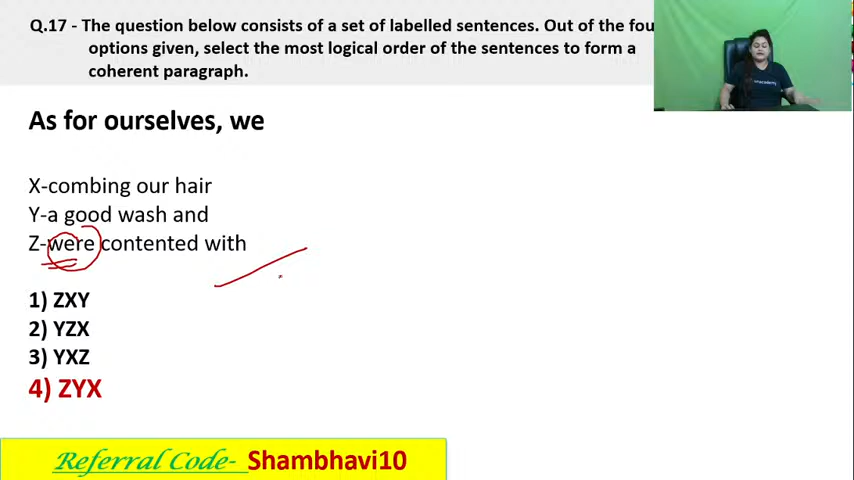 Q.17 - The question below consists of a set of labelled sentences. Out of the fou
options given, select the most logical order of the sentences to form a
coherent paragraph.
As for ourselves, we
X-combing our hair
Y-a good wash and
Z-were contented with
1) ZXY
2) YZX
3) YXZ
4) ZYX
Referral Code- Shambhavi10